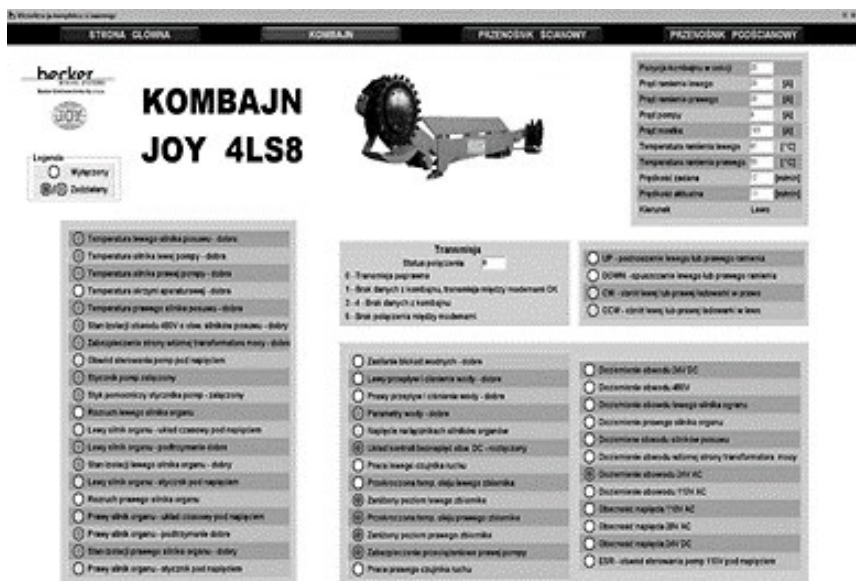 STRONA GŁÓWNA
KOMBAJN
PRZENOŚNIK ŚCIANOWY
PRZENOŚNIK PODŚCIANOWY
becker
JOY
KOMBAJN
JOY 4LS8
Legenda
Wyłączony
Zadziałany
Pozycja kombajnu w sekcji
Prąd ramienia lewego [A]
Prąd ramienia prawego [A]
Prąd pompy [A]
Prąd [A]
Temperatura ramienia lewego [°C]
Temperatura ramienia prawego [°C]
Prędkość zadana [m/min]
Prędkość aktualna [m/min]
Kierunek Lewo
Temperatura lewego silnika posuwu - dobra
Temperatura silnika lewej pompy - dobra
Temperatura silnika prawej pompy - dobra
Temperatura skrzyni aparaturowej - dobra
Temperatura prawego silnika posuwu - dobra
Stan izolacji obwodu 460V z obw. silników posuwu - dobry
Zabezpieczenie strony wtórnej transformatora mocy - dobre
Obwód sterowania pomp pod napięciem
Stycznik pomp załączony
Styk pomocniczy stycznika pomp - załączony
Rozruch lewego silnika organu
Lewy silnik organu - układ czasowy pod napięciem
Lewy silnik organu - podtrzymanie dobre
Stan izolacji lewego silnika organu - dobry
Lewy silnik organu - stycznik pod napięciem
Rozruch prawego silnika organu
Prawy silnik organu - układ czasowy pod napięciem
Prawy silnik organu - podtrzymanie dobre
Stan izolacji prawego silnika organu - dobry
Prawy silnik organu - stycznik pod napięciem
Transmisja
Status połączenia
0 - Transmisja poprawna
1 - Brak danych z kombajnu, transmisja między modemami OK
2 - 4 - Brak danych z kombajnu
5 - Brak połączenia między modemami
UP - podnoszenie lewego lub prawego ramienia
DOWN - opuszczanie lewego lub prawego ramienia
CW - obrót lewej lub prawej ładowarki w prawo
CCW - obrót lewej lub prawej ładowarki w lewo
Zasilanie blokad wodnych - dobre
Lewy przepływ i ciśnienie wody - dobre
Prawy przepływ i ciśnienie wody - dobre
Parametry wody - dobre
Napięcie na łącznikach silników organów
Układ kontroli beznapięć. obw. DC - rozłączony
Praca lewego czujnika ruchu
Przekroczona temp. oleju lewego zbiornika
Zaniżony poziom lewego zbiornika
Przekroczona temp. oleju prawego zbiornika
Zaniżony poziom prawego zbiornika
Zabezpieczenie przeciążeniowe prawej pompy
Praca prawego czujnika ruchu
Doziemienie obwodu 24V DC
Doziemienie obwodu 460V
Doziemienie obwodu lewego silnika organu
Doziemienie prawego silnika organu
Doziemienie obwodu silników posuwu
Doziemienie obwodu wtórnej strony transformatora mocy
Doziemienie obwodu 24V AC
Doziemienie obwodu 110V AC
Obecność napięcia 110V AC
Obecność napięcia 28V AC
Obecność napięcia 24V DC
ESR - obwód sterowania pomp 110V pod napięciem